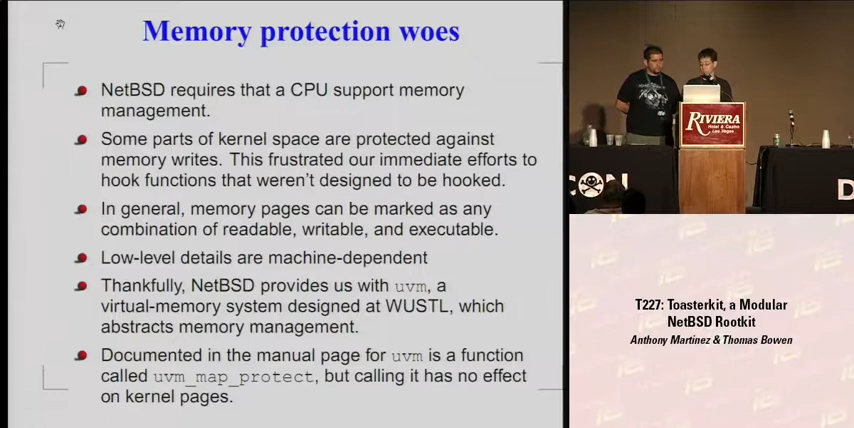 Memory protection woes
NetBSD requires that a CPU support memory
management.
Some parts of kernel space are protected against
memory writes. This frustrated our immediate efforts to
hook functions that weren't designed to be hooked.
In general, memory pages can be marked as any
combination of readable, writable, and executable.
Low-level details are machine-dependent
Thankfully, NetBSD provides us with uvm, a
virtual-memory system designed at WUSTL, which
abstracts memory management.
Documented in the manual page for uvm is a function
called uvm_map_protect, but calling it has no effect
on kernel pages.
RIVIERA
Hotel & Casino
Las Vegas
CON
D
T227: Toasterkit, a Modular
NetBSD Rootkit
Anthony Martinez & Thomas Bowen